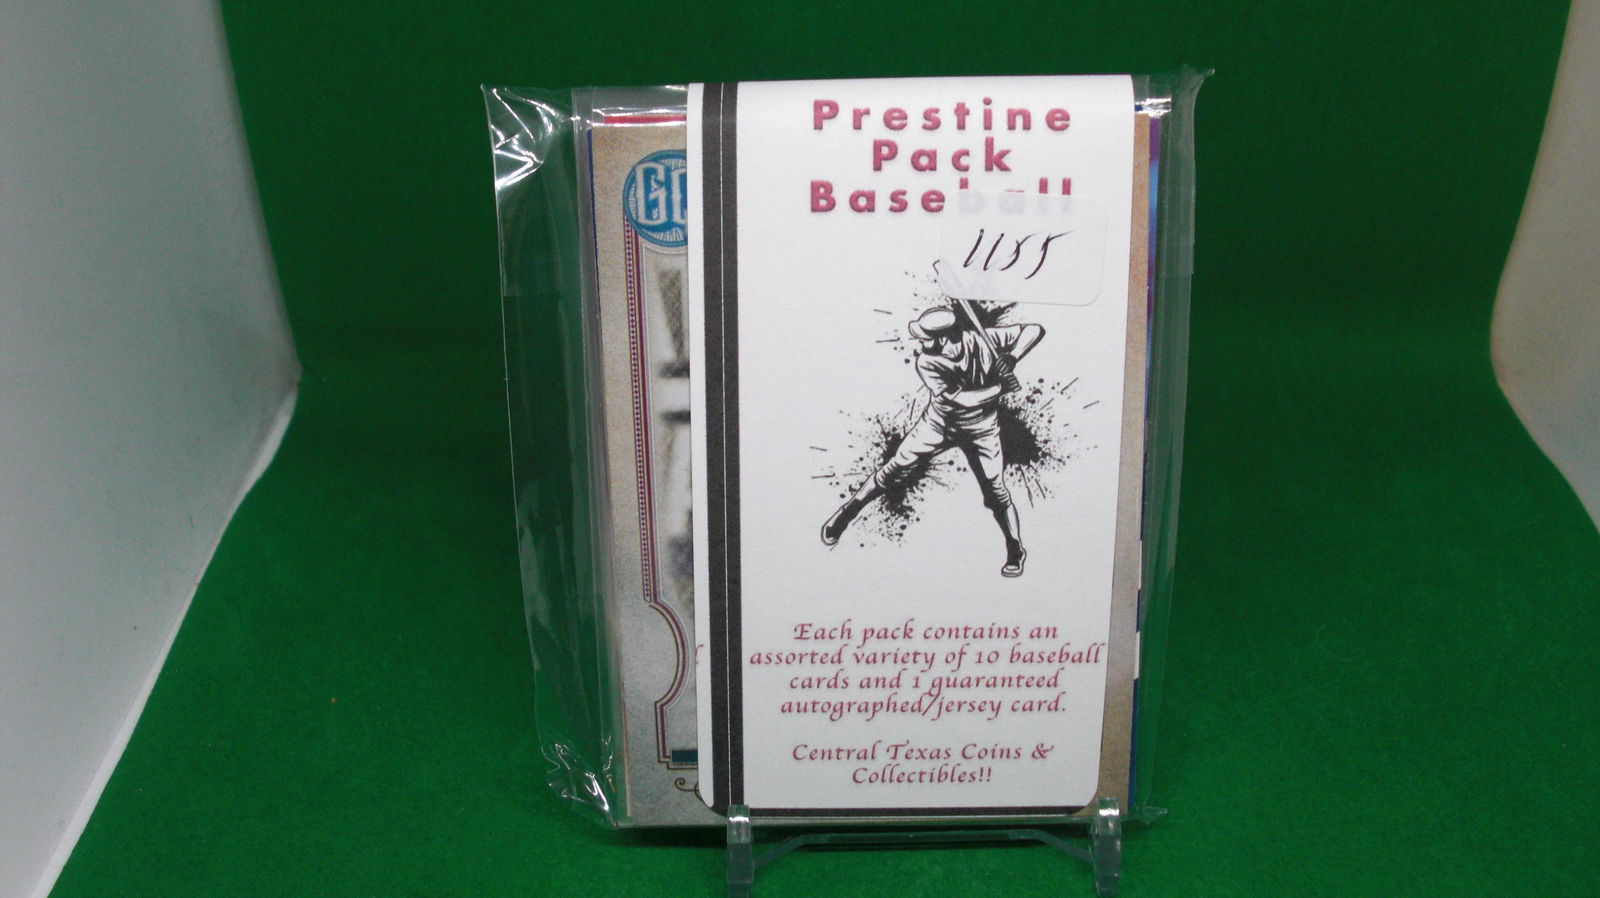 Prestine
Pack
Baseball
1155
Each pack contains an
assorted variety of 10 baseball
cards and 1 guaranteed
autographed/jersey card.
Central Texas Coins &
Collectibles!!